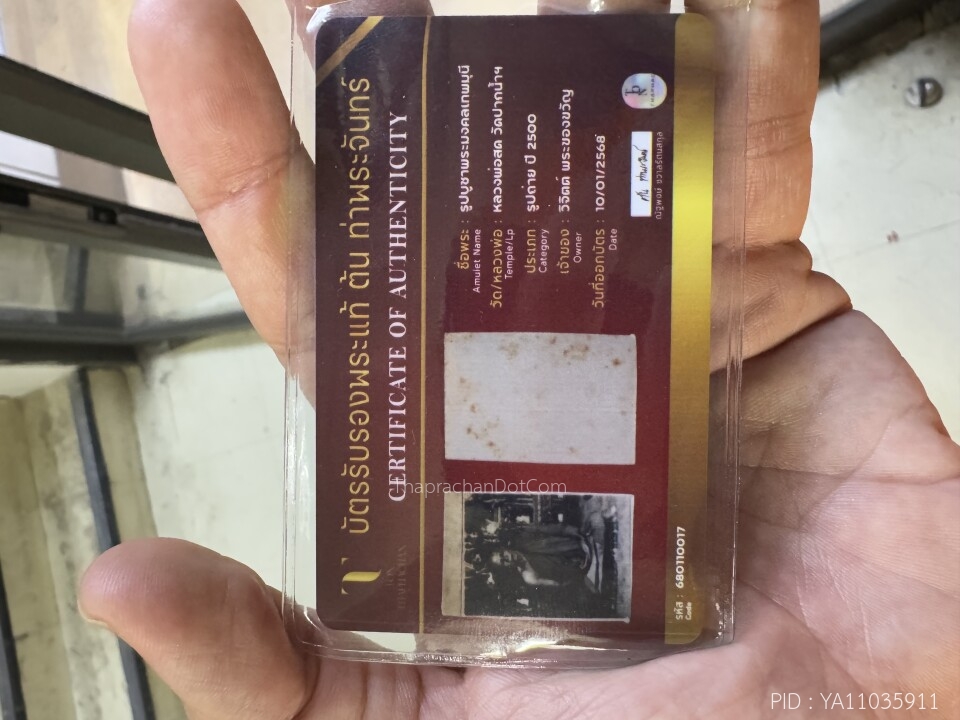 บัตรรับรองพระแท้ ต้น ท่าพระจันทร์
CERTIFICATE OF AUTHENTICITY
ชื่อพระ : รูปบูชาพระมงคลเทพมุนี
Amulet Name
วัด/หลวงพ่อ : หลวงพ่อสด วัดปากน้ำฯ
Temple/Lp
ประเภท : รูปถ่าย ปี 2500
Category
เจ้าของ : วิจิตต์ พระของขวัญ
Owner
วันที่ออกบัตร : 10/01/2568
Date
รหัส : 680110017
Code
ThaprachanDotCom
PID : YA11035911